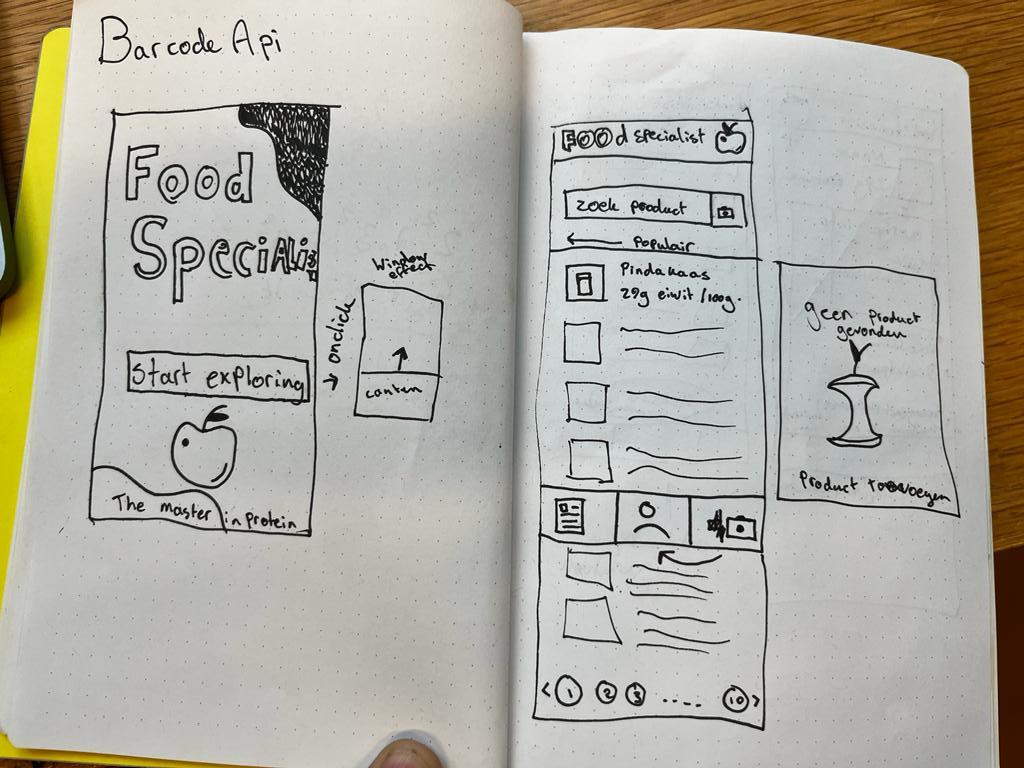 Barcode Api
Food
Specialist
Start exploring
The master in protein
onclick
Window
effect
FOOd specialist
zoek product
Populair
Pindakaas
29g eiwit /100g.
< 1 2 3 ..... 10 >
geen product
gevonden
Product toevoegen